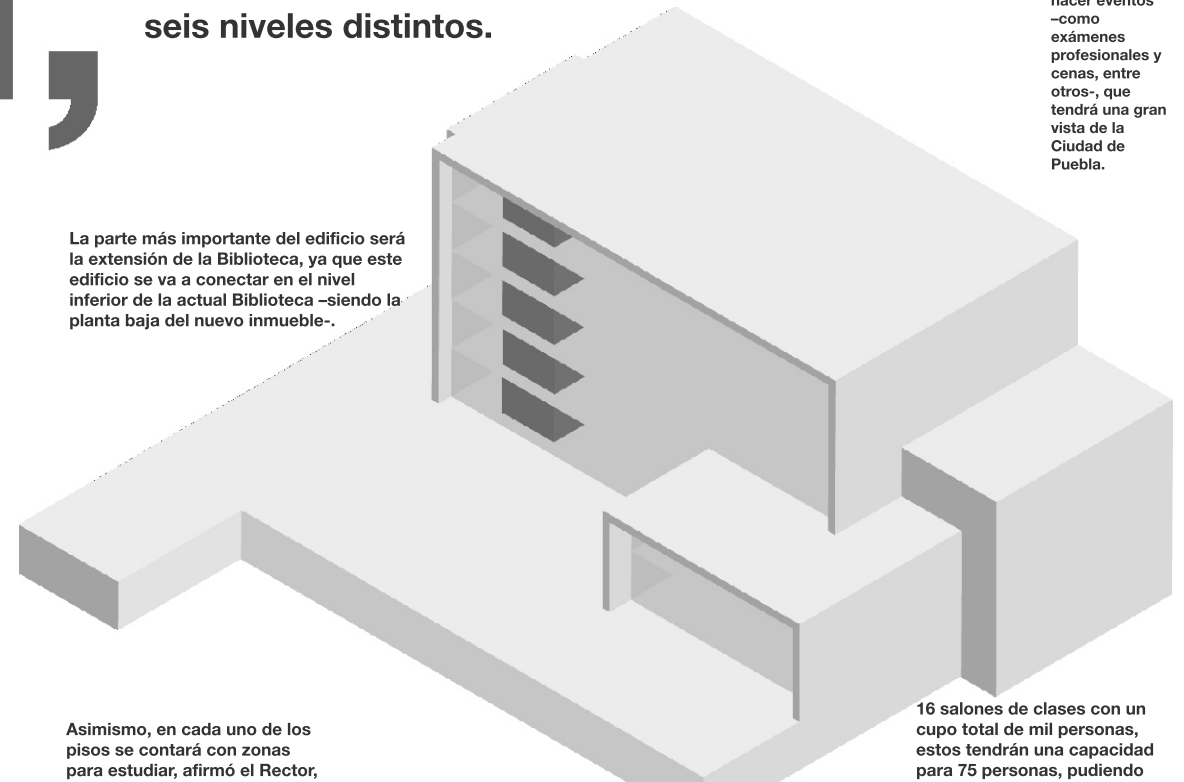 seis niveles distintos.
hacer eventos
–como
exámenes
profesionales y
cenas, entre
otros-, que
tendrá una gran
vista de la
Ciudad de
Puebla.
La parte más importante del edificio será
la extensión de la Biblioteca, ya que este
edificio se va a conectar en el nivel
inferior de la actual Biblioteca –siendo la
planta baja del nuevo inmueble-.
Asimismo, en cada uno de los
pisos se contará con zonas
para estudiar, afirmó el Rector,
16 salones de clases con un
cupo total de mil personas,
estos tendrán una capacidad
para 75 personas, pudiendo